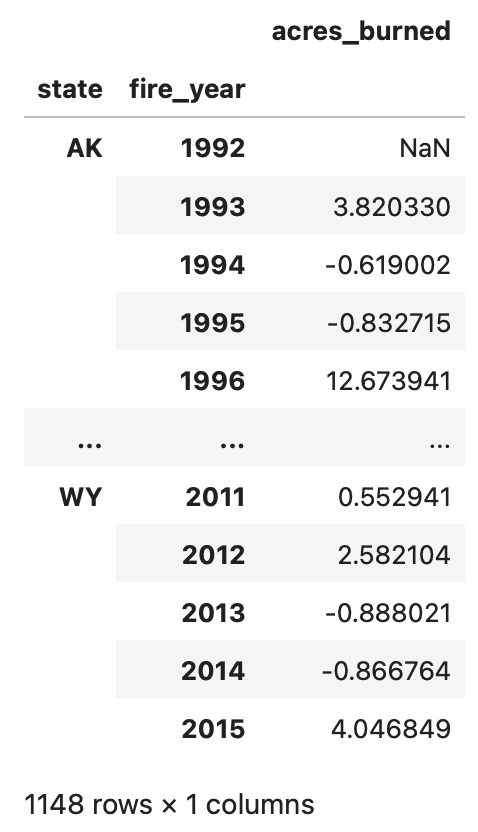 acres_burned
state fire_year
AK 1992 NaN
1993 3.820330
1994 -0.619002
1995 -0.832715
1996 12.673941
... ... ...
WY 2011 0.552941
2012 2.582104
2013 -0.888021
2014 -0.866764
2015 4.046849
1148 rows × 1 columns